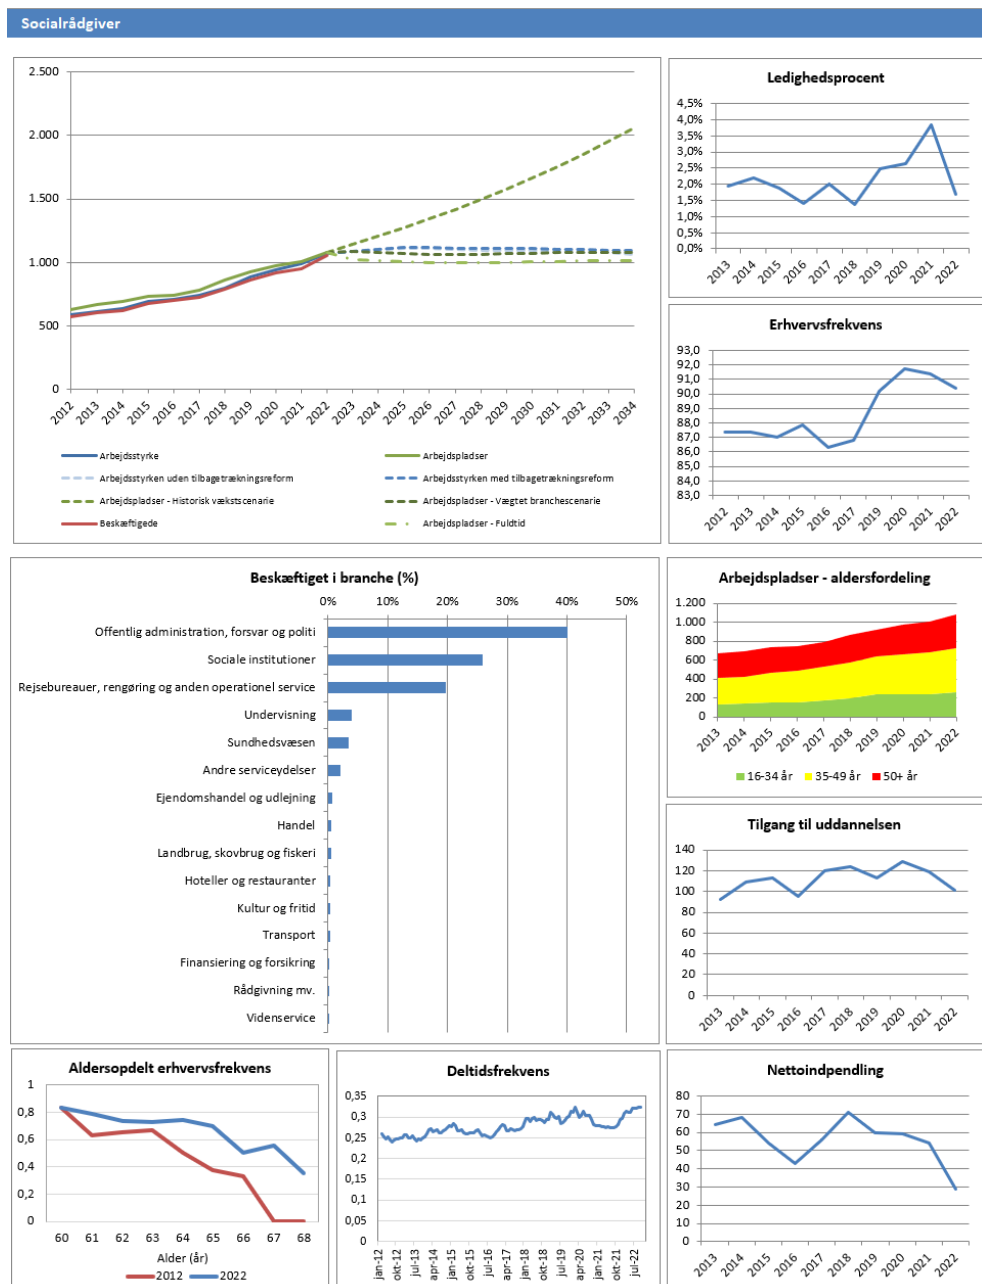 Socialrådgiver
2.500
2.000
1.500
1.000
500
0
2012 2013 2014 2015 2016 2017 2018 2019 2020 2021 2022 2023 2024 2025 2026 2027 2028 2029 2030 2031 2032 2033 2034
Arbejdsstyrke
Arbejdspladser
Arbejdsstyrken uden tilbagetrækningsreform
Arbejdsstyrken med tilbagetrækningsreform
Arbejdspladser - Historisk vækstscenarie
Arbejdspladser - Vægtet branchescenarie
Beskæftigede
Arbejdspladser - Fuldtid
Ledighedsprocent
4,5%
4,0%
3,5%
3,0%
2,5%
2,0%
1,5%
1,0%
0,5%
0,0%
2013 2014 2015 2016 2017 2018 2019 2020 2021 2022
Erhvervsfrekvens
93,0
92,0
91,0
90,0
89,0
88,0
87,0
86,0
85,0
84,0
83,0
2012 2013 2014 2015 2016 2017 2018 2019 2020 2021 2022
Beskæftiget i branche (%)
0% 10% 20% 30% 40% 50%
Offentlig administration, forsvar og politi
Sociale institutioner
Rejsebureauer, rengøring og anden operationel service
Undervisning
Sundhedsvæsen
Andre serviceydelser
Ejendomshandel og udlejning
Handel
Landbrug, skovbrug og fiskeri
Hoteller og restauranter
Kultur og fritid
Transport
Finansiering og forsikring
Rådgivning mv.
Videnservice
Arbejdspladser - aldersfordeling
1.200
1.000
800
600
400
200
0
2013 2014 2015 2016 2017 2018 2019 2020 2021 2022
16-34 år 35-49 år 50+ år
Tilgang til uddannelsen
140
120
100
80
60
40
20
0
2013 2014 2015 2016 2017 2018 2019 2020 2021 2022
Aldersopdelt erhvervsfrekvens
1
0,8
0,6
0,4
0,2
0
60 61 62 63 64 65 66 67 68
Alder (år)
2012 2022
Deltidsfrekvens
0,35
0,3
0,25
0,2
0,15
0,1
0,05
0
jan-12 okt-12 jul-13 apr-14 jan-15 okt-15 jul-16 apr-17 jan-18 okt-18 jul-19 apr-20 jan-21 okt-21 jul-22
Nettoindpendling
80
70
60
50
40
30
20
10
0
2013 2014 2015 2016 2017 2018 2019 2020 2021 2022